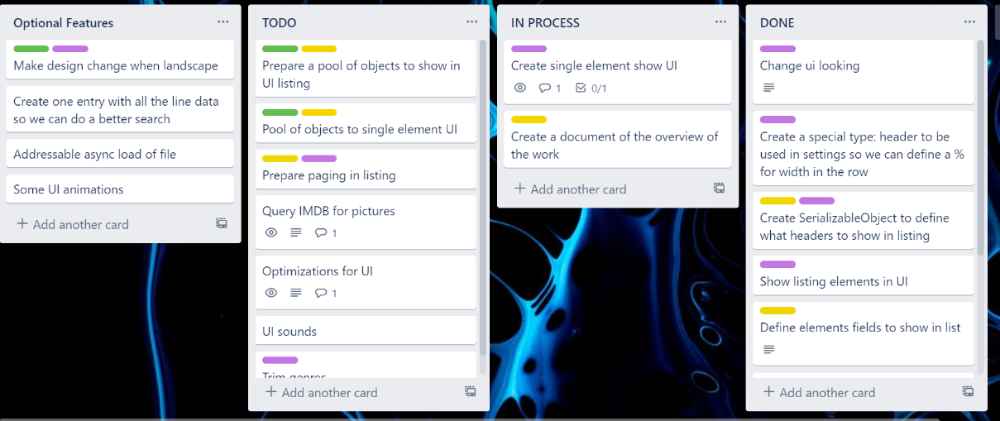 Optional Features
Make design change when landscape
Create one entry with all the line data
so we can do a better search
Addressable async load of file
Some UI animations
+ Add another card
TODO
Prepare a pool of objects to show in
UI listing
Pool of objects to single element UI
Prepare paging in listing
Query IMDB for pictures
1
Optimizations for UI
1
UI sounds
Trim genres
+ Add another card
IN PROCESS
Create single element show UI
1 0/1
Create a document of the overview of
the work
+ Add another card
DONE
Change ui looking
Create a special type: header to be
used in settings so we can define a %
for width in the row
Create SerializableObject to define
what headers to show in listing
Show listing elements in UI
Define elements fields to show in list
+ Add another card